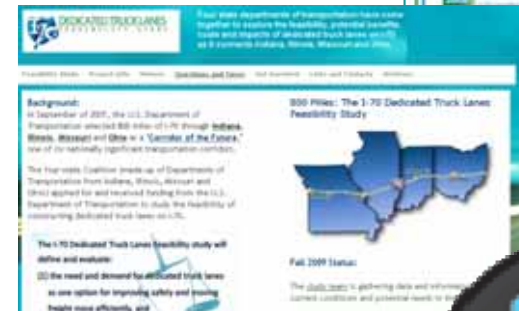 DEDICATED TRUCK LANES
FEASIBILITY STUDY
Four state departments of transportation have come
together to explore the feasibility, potential benefits,
costs and impacts of dedicated truck lanes on I-70
as it connects Indiana, Illinois, Missouri and Ohio.
Feasibility Study Project Info Questions and Links and Contacts
Background:
In September of 2007, the U.S. Department of
Transportation selected 800 miles of I-70 through Indiana,
Illinois, Missouri and Ohio as a "Corridor of the Future,"
one of six nationally significant transportation corridors.
The four-state Coalition (made up of Departments of
Transportation from Indiana, Illinois, Missouri and
Ohio) applied for and received funding from the U.S.
Department of Transportation to study the feasibility of
constructing dedicated truck lanes on I-70.
The I-70 Dedicated Truck Lanes feasibility study will
define and evaluate:
(1) the need and demand for dedicated truck lanes
as one option for improving safety and moving
freight more efficiently, and
800 Miles: The I-70 Dedicated Truck Lanes
Feasibility Study
Fall 2009 Status:
The study team is gathering data and information
current conditions and potential needs